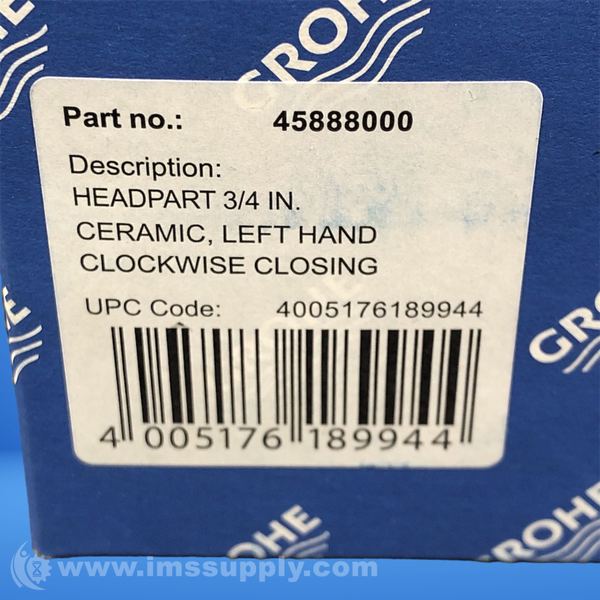 GROHE
Part no.: 45888000
Description:
HEADPART 3/4 IN.
CERAMIC, LEFT HAND
CLOCKWISE CLOSING
UPC Code: 4005176189944
4 005176 189944
GROHE
GROHE
GROHE
ROHE
www.imssupply.com